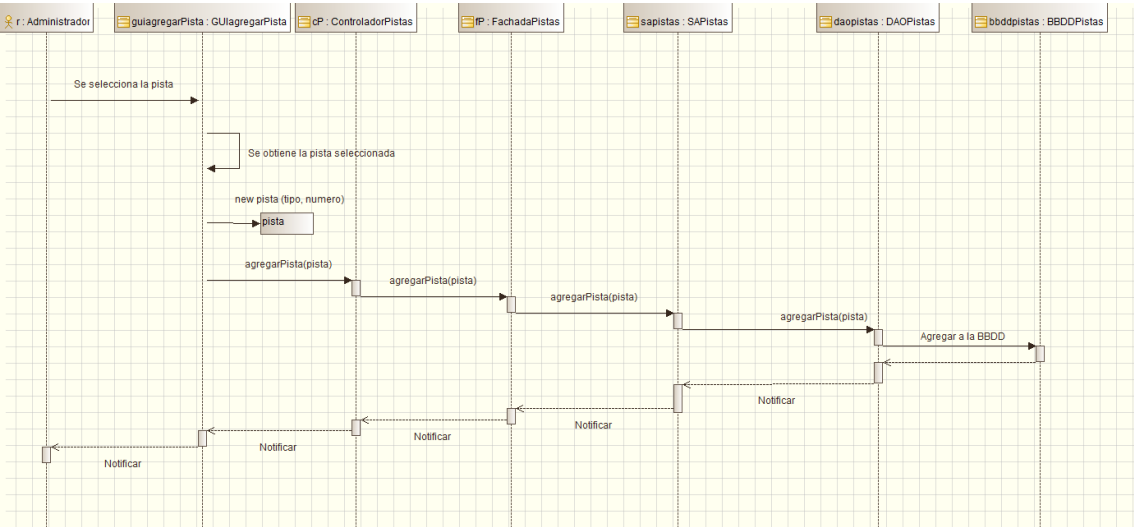 r : Administrador
guiagregarPista : GUIagregarPista
cP : ControladorPistas
fP : FachadaPistas
sapistas : SAPistas
daopistas : DAOPistas
bbddpistas : BBDDPistas
Se selecciona la pista
Se obtiene la pista seleccionada
new pista (tipo, numero)
pista
agregarPista(pista)
agregarPista(pista)
agregarPista(pista)
agregarPista(pista)
Agregar a la BBDD
Notificar
Notificar
Notificar
Notificar
Notificar